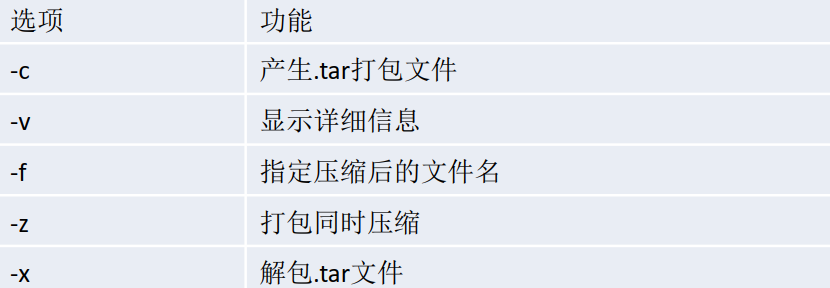 选项 功能
-c 产生.tar打包文件
-v 显示详细信息
-f 指定压缩后的文件名
-z 打包同时压缩
-x 解包.tar文件